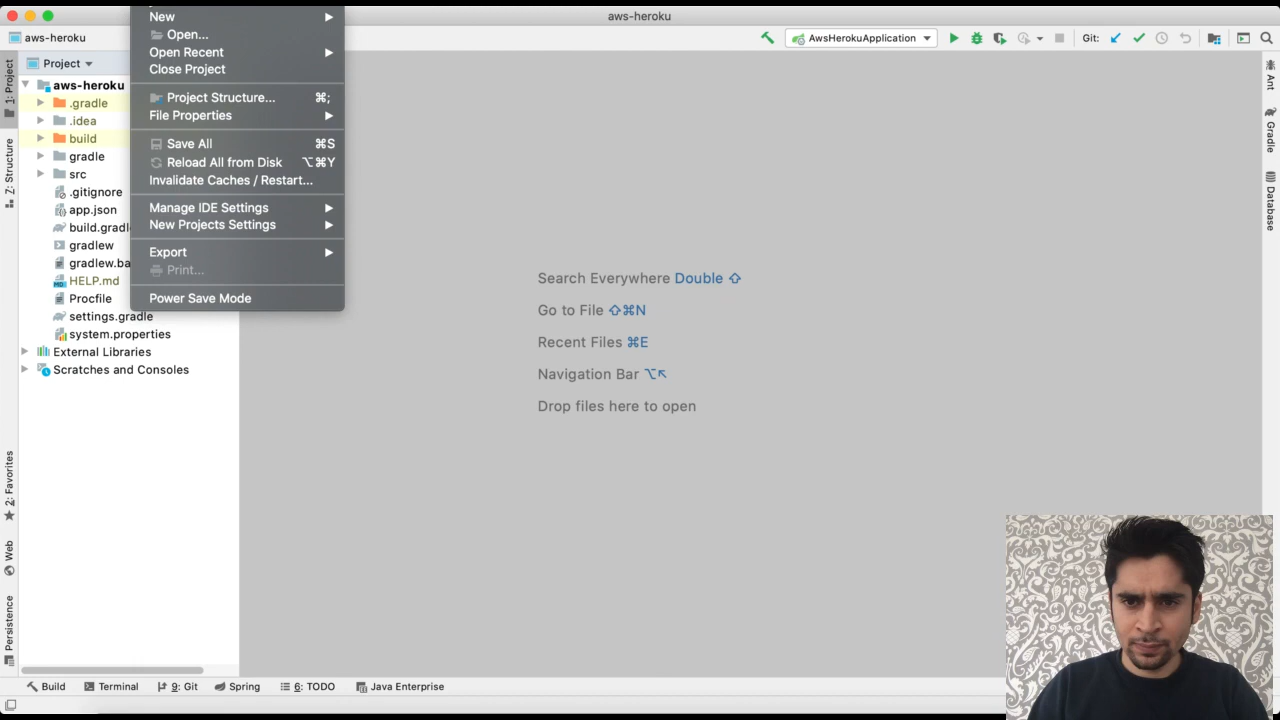 aws-heroku
aws-heroku
AwsHerokuApplication
Git:
1: Project
Project
aws-heroku
.gradle
.idea
build
gradle
src
.gitignore
app.json
build.gradl
gradlew
gradlew.ba
HELP.md
Procfile
settings.gradle
system.properties
External Libraries
Scratches and Consoles
New
Open...
Open Recent
Close Project
Project Structure... ⌘;
File Properties
Save All ⌘S
Reload All from Disk ⌥⌘Y
Invalidate Caches / Restart...
Manage IDE Settings
New Projects Settings
Export
Print...
Power Save Mode
Search Everywhere Double ⇧
Go to File ⇧⌘N
Recent Files ⌘E
Navigation Bar ⌥↖
Drop files here to open
Z: Structure
2: Favorites
Web
Persistence
Ant
Gradle
Database
Build
Terminal
9: Git
Spring
6: TODO
Java Enterprise